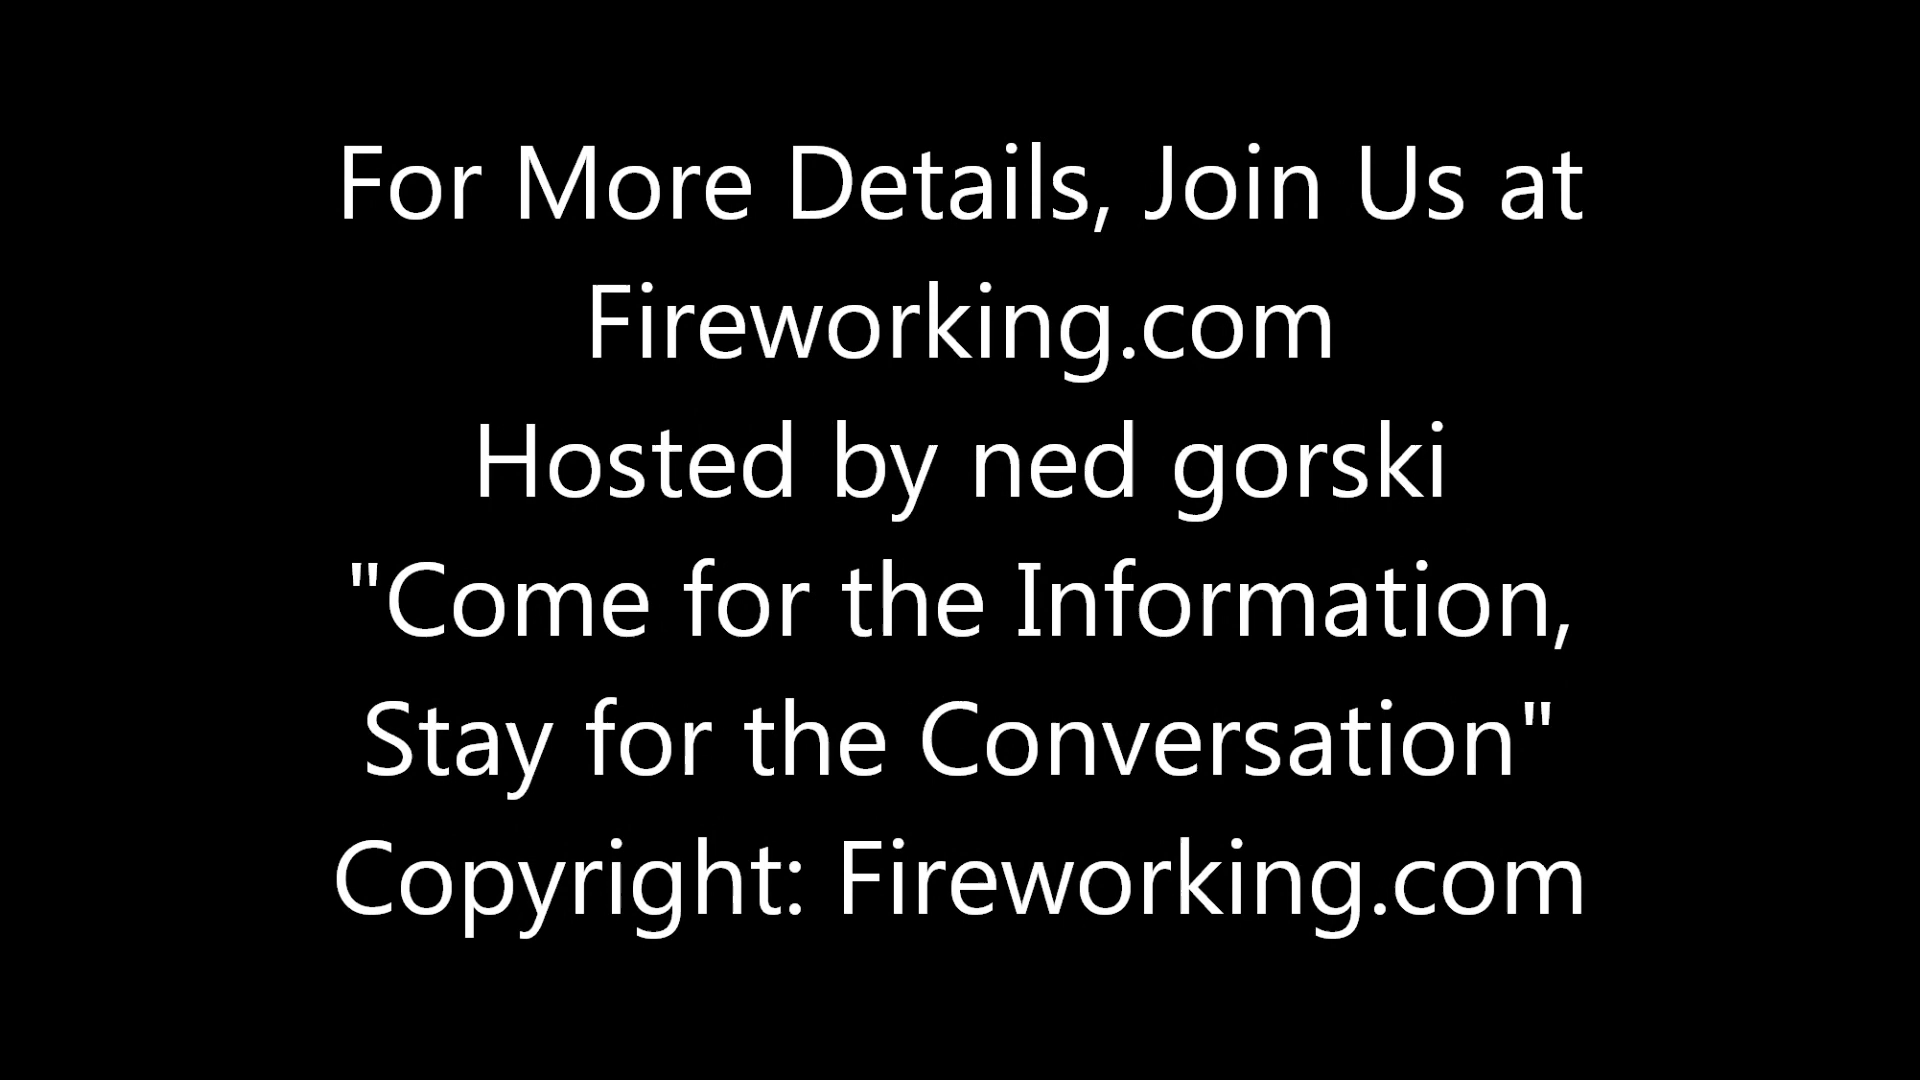 For More Details, Join Us at
Fireworking.com
Hosted by ned gorski
"Come for the Information,
Stay for the Conversation"
Copyright: Fireworking.com